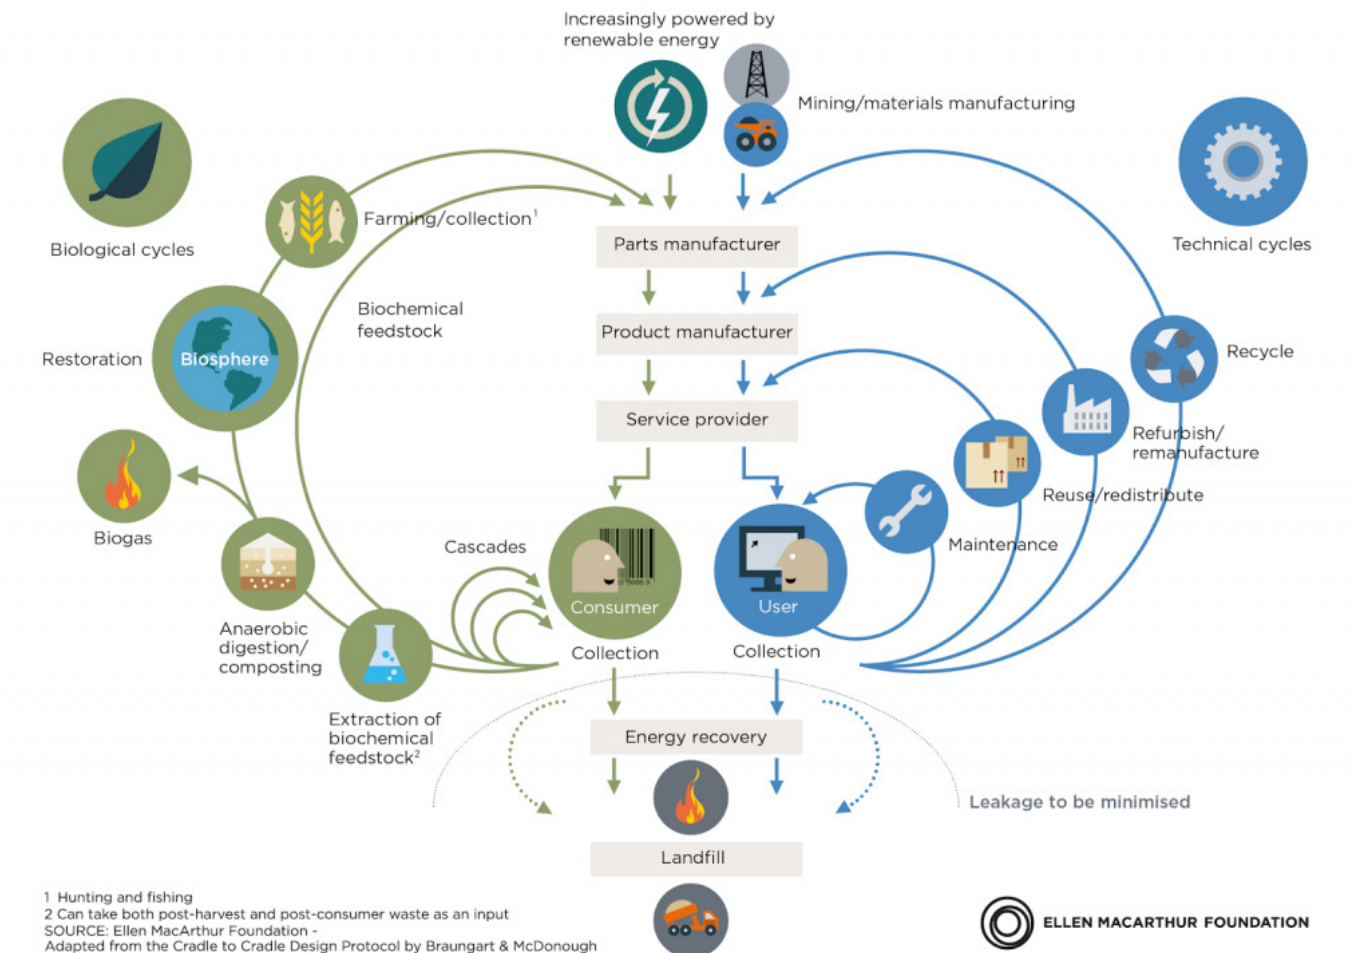 Increasingly powered by
renewable energy
Mining/materials manufacturing
Biological cycles
Technical cycles
Farming/collection¹
Parts manufacturer
Biochemical
feedstock
Product manufacturer
Restoration
Biosphere
Recycle
Service provider
Refurbish/
remanufacture
Reuse/redistribute
Biogas
Cascades
Maintenance
Consumer
User
Anaerobic
digestion/
composting
Collection
Collection
Extraction of
biochemical
feedstock²
Energy recovery
Leakage to be minimised
Landfill
1 Hunting and fishing
2 Can take both post-harvest and post-consumer waste as an input
SOURCE: Ellen MacArthur Foundation -
Adapted from the Cradle to Cradle Design Protocol by Braungart & McDonough
ELLEN MACARTHUR FOUNDATION